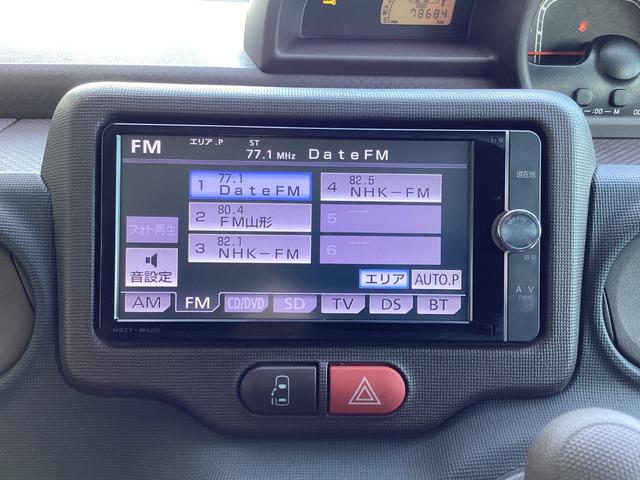 78684
FM エリア.P ST 77.1 MHz DateFM
1 77.1 DateFM
4 82.5 NHK-FM
2 80.4 FM山形
5 ---
3 82.1 NHK-FM
6 ---
フォト再生
音設定
エリア AUTO.P
AM FM CD/DVD SD TV DS BT
NSZT-W62G
現在地
MENU
AV